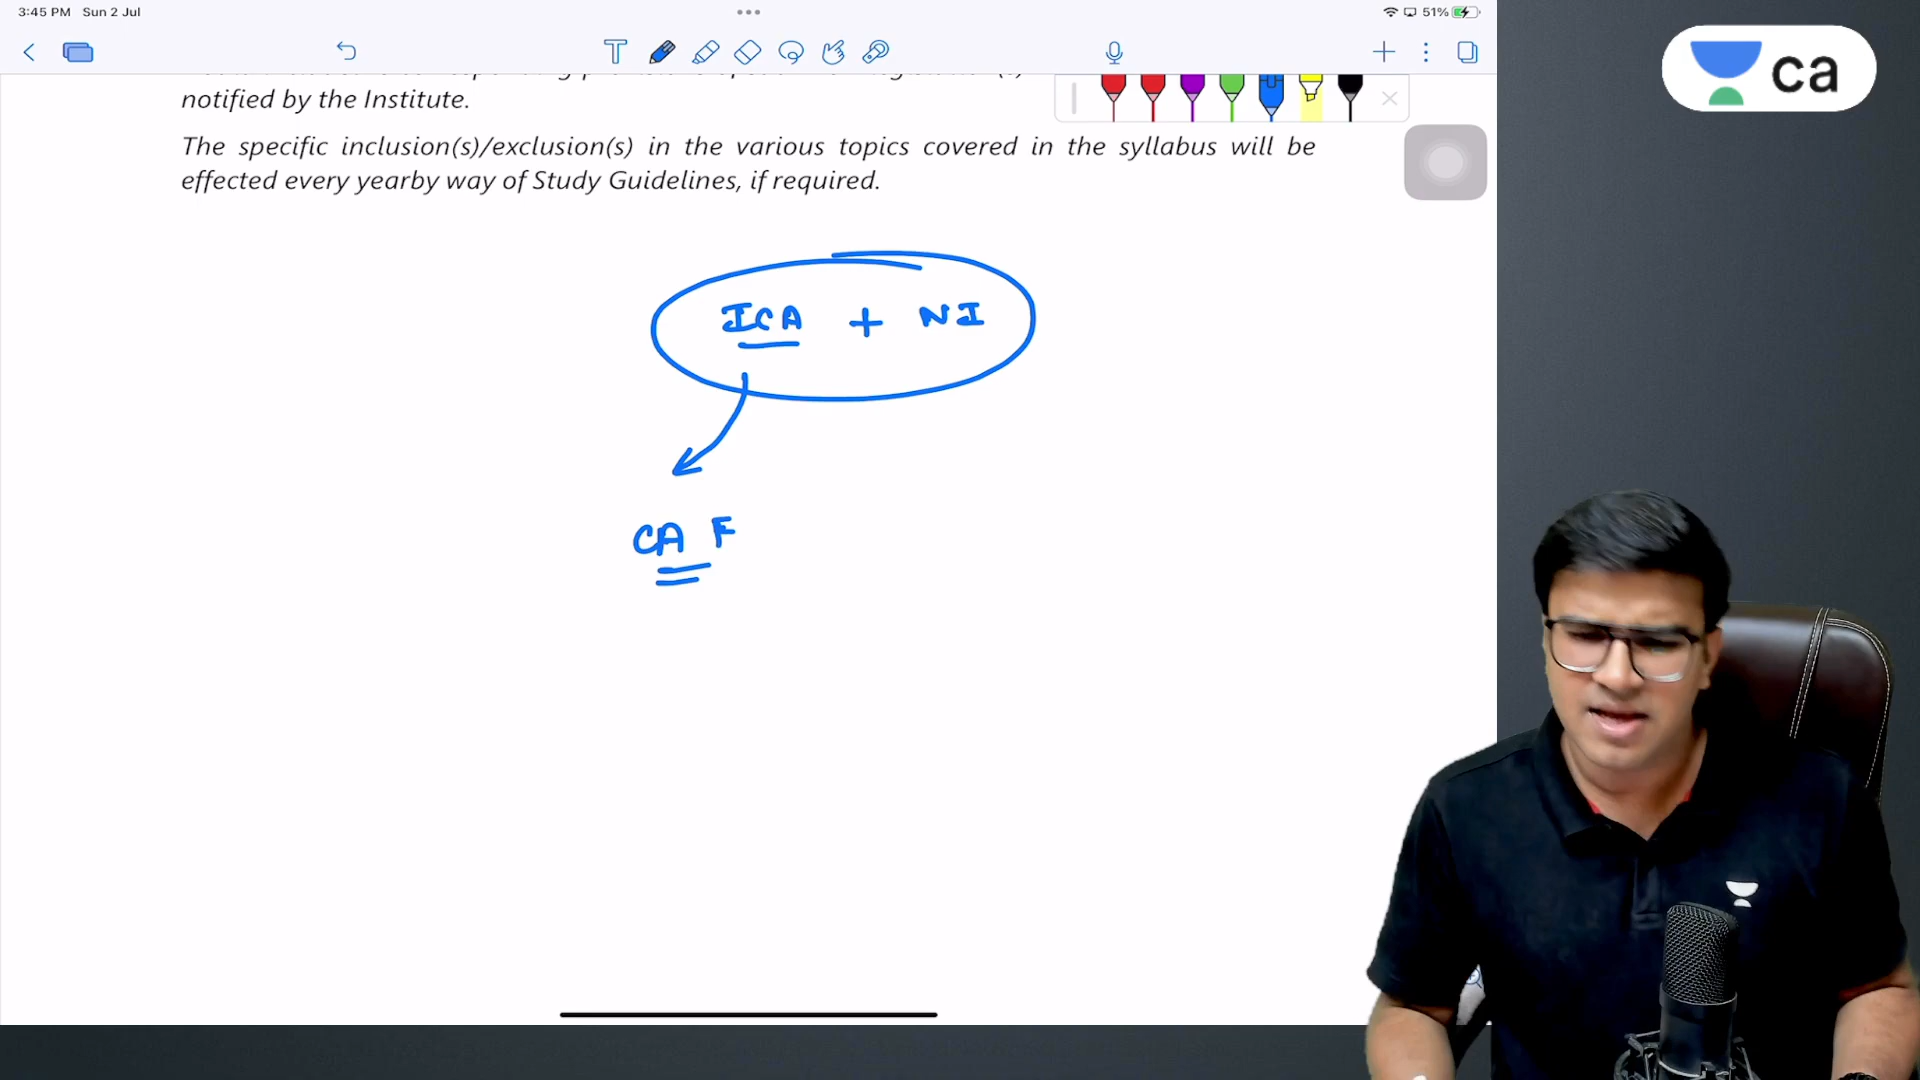 3:45 PM Sun 2 Jul
51%
ca
notified by the Institute.
The specific inclusion(s)/exclusion(s) in the various topics covered in the syllabus will be
effected every yearby way of Study Guidelines, if required.
ICA + NI
CA F